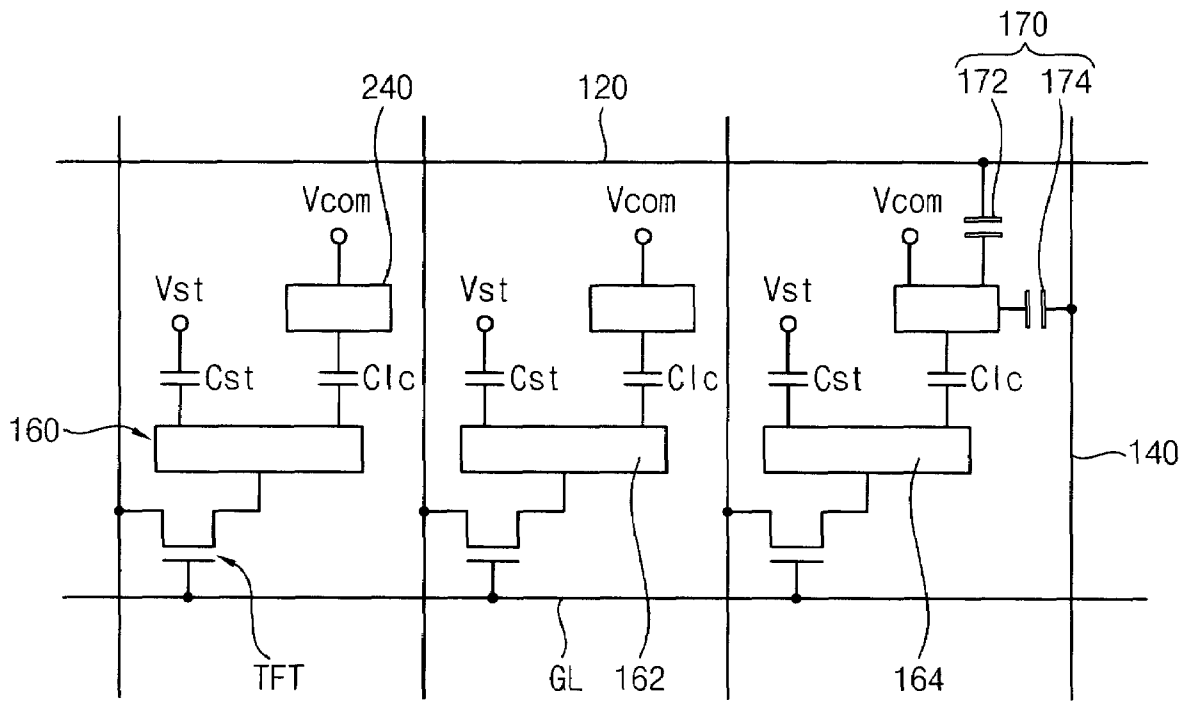 170
172 174
240 120
Vcom Vcom Vcom
Vst Vst Vst
Cst Clc Cst Clc Cst Clc
160
140
TFT GL 162 164